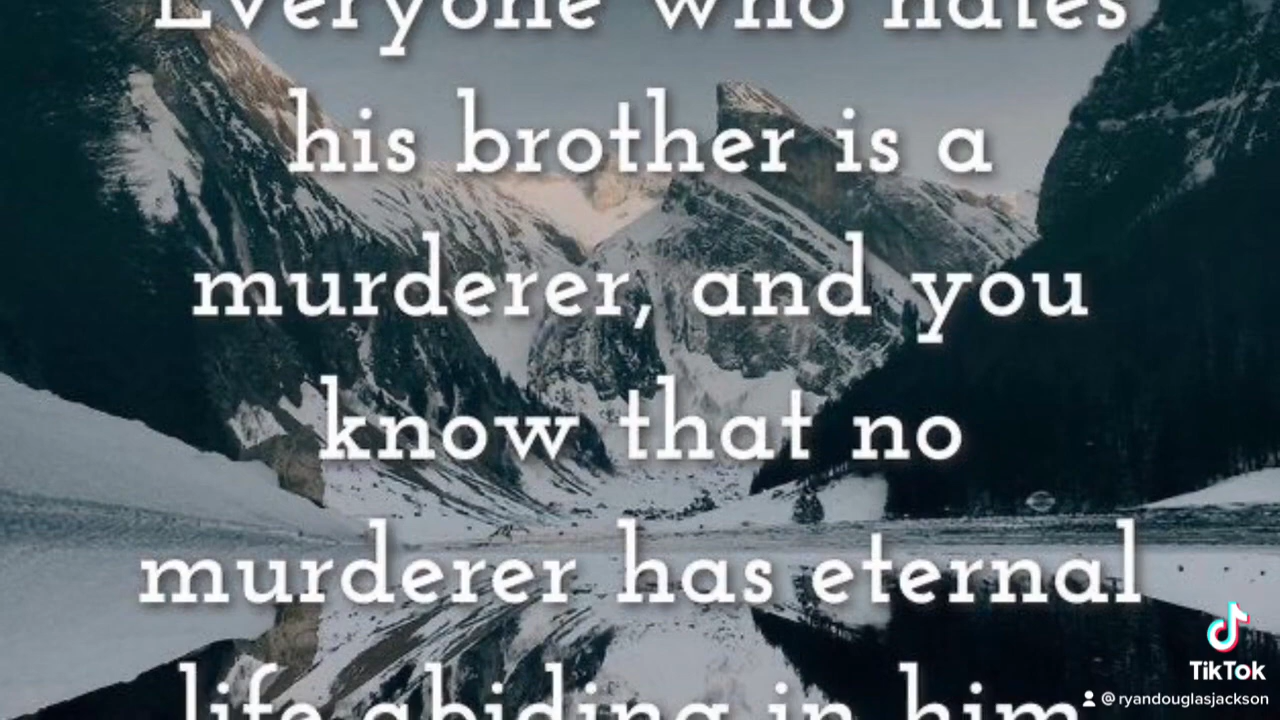 Everyone who hates
his brother is a
murderer, and you
know that no
murderer has eternal
life abiding in him
TikTok
@ryandouglasjackson